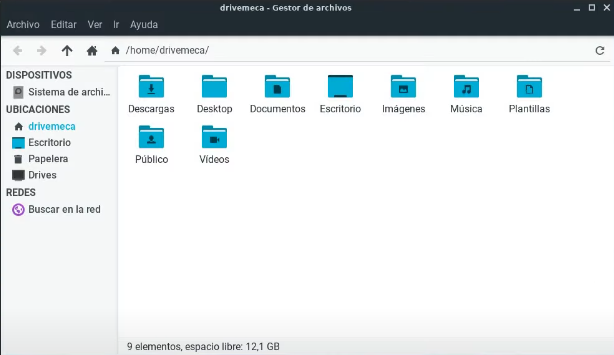 drivemeca - Gestor de archivos
Archivo Editar Ver Ir Ayuda
/home/drivemeca/
DISPOSITIVOS
Sistema de archi...
UBICACIONES
drivemeca
Escritorio
Papelera
Drives
REDES
Buscar en la red
Descargas Desktop Documentos Escritorio Imágenes Música Plantillas
Público Vídeos
9 elementos, espacio libre: 12,1 GB